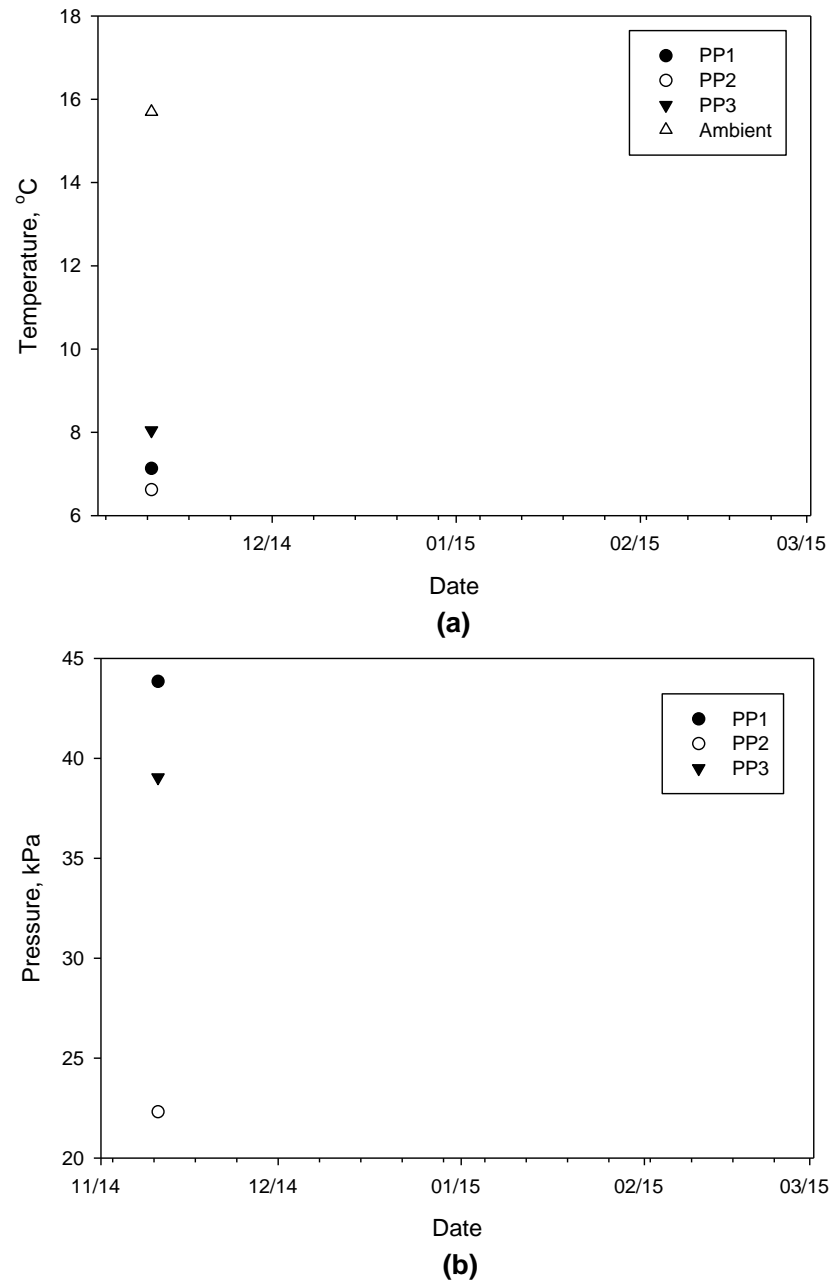 18
16
14
12
10
8
6
Temperature, °C
PP1
PP2
PP3
Ambient
12/14
01/15
02/15
03/15
Date
(a)
45
40
35
30
25
20
Pressure, kPa
PP1
PP2
PP3
11/14
12/14
01/15
02/15
03/15
Date
(b)